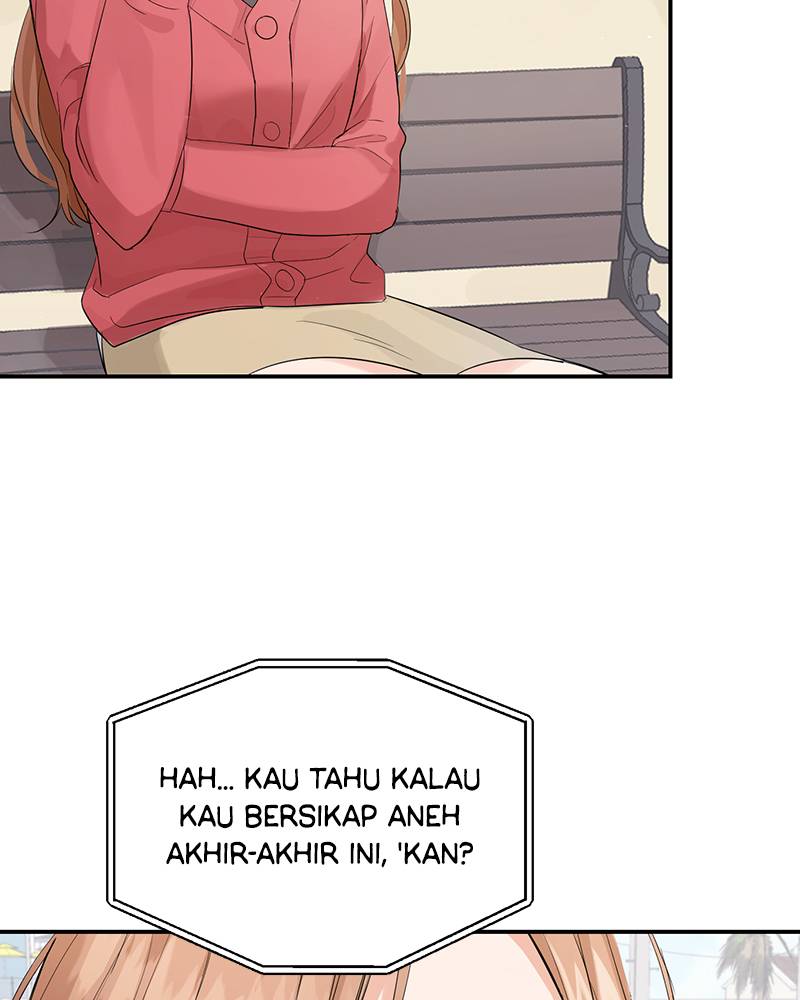 HAH... KAU TAHU KALAU
KAU BERSIKAP ANEH
AKHIR-AKHIR INI, 'KAN?